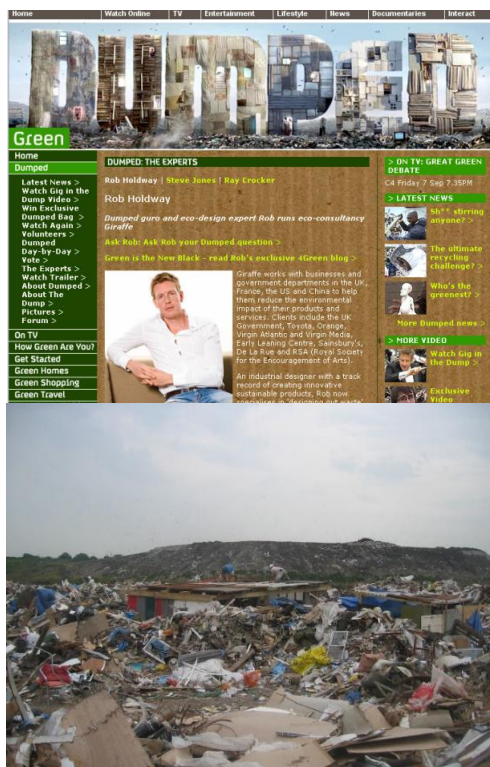 Home
Watch Online
TV
Entertainment
Lifestyle
News
Documentaries
Interact
DUMPED
Green
Home
Dumped
Latest News >
Watch Gig in the
Dump Video >
Win Exclusive
Dumped Bag >
Watch Again >
Volunteers >
Dumped
Day-by-Day >
Vote >
The Experts >
Watch Trailer >
About Dumped >
About The
Dump >
Pictures >
Forum >
On TV
How Green Are You?
Get Started
Green Homes
Green Shopping
Green Travel
DUMPED: THE EXPERTS
Rob Holdway | Steve Jones | Ray Crocker
Rob Holdway
Dumped guro and eco-design expert Rob runs eco-consultancy
Giraffe
Ask Rob: Ask Rob your Dumped question >
Green is the New Black - read Rob's exclusive 4Green blog >
Giraffe works with businesses and
government departments in the UK,
France, the US and China to help
them reduce the environmental
impact of their products and
services. Clients include the UK
Government, Toyota, Orange,
Virgin Atlantic and Virgin Media,
Early Leaning Centre, Sainsbury's,
De La Rue and RSA (Royal Society
for the Encouragement of Arts).
An industrial designer with a track
record of creating innovative
sustainable products, Rob now
specialises in 'designing out waste'
> ON TV: GREAT GREEN
DEBATE
C4 Friday 7 Sep 7.35PM
> LATEST NEWS
Sh** stirring
anyone? >
The ultimate
recycling
challenge? >
Who's the
greenest? >
More Dumped news >
> MORE VIDEO
Watch Gig in
the Dump >
Exclusive
Video